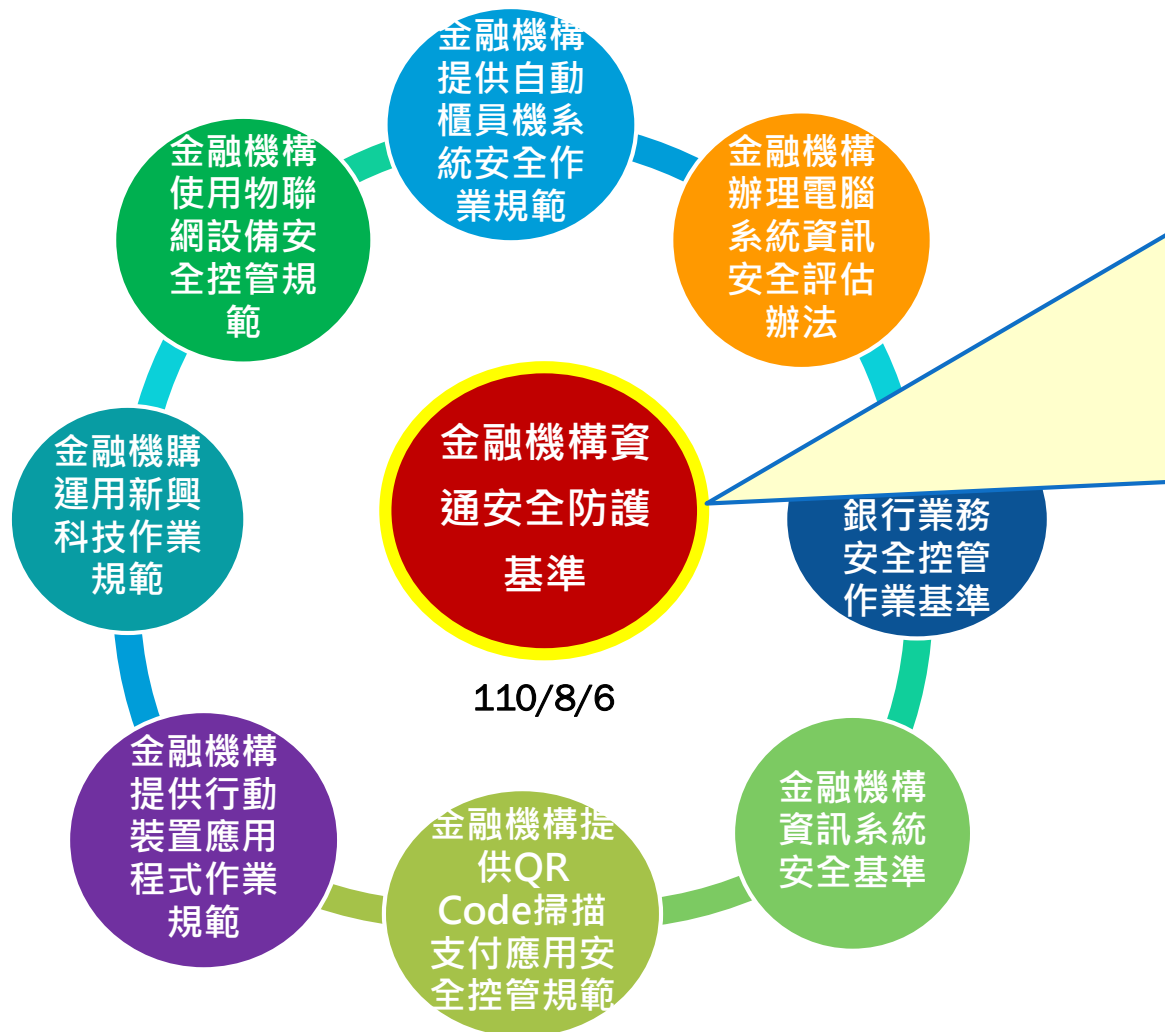 金融機構
提供自動
櫃員機系
統安全作
業規範
金融機構
辦理電腦
系統資訊
安全評估
辦法
銀行業務
安全控管
作業基準
金融機構
資訊系統
安全基準
金融機構提
供QR
Code掃描
支付應用安
全控管規範
金融機構
提供行動
裝置應用
程式作業
規範
金融機購
運用新興
科技作業
規範
金融機構
使用物聯
網設備安
全控管規
範
金融機構資
通安全防護
基準
110/8/6